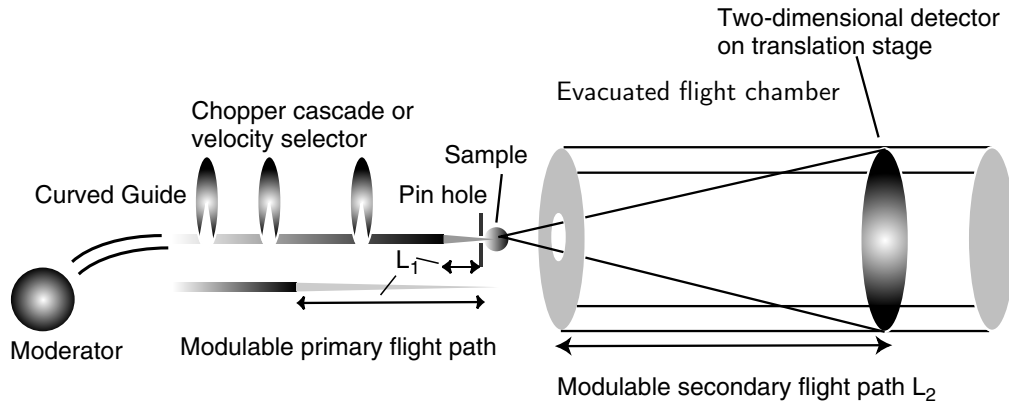 Two-dimensional detector
on translation stage
Evacuated flight chamber
Chopper cascade or
velocity selector
Sample
Curved Guide
Pin hole
L1
Moderator
Modulable primary flight path
Modulable secondary flight path L2